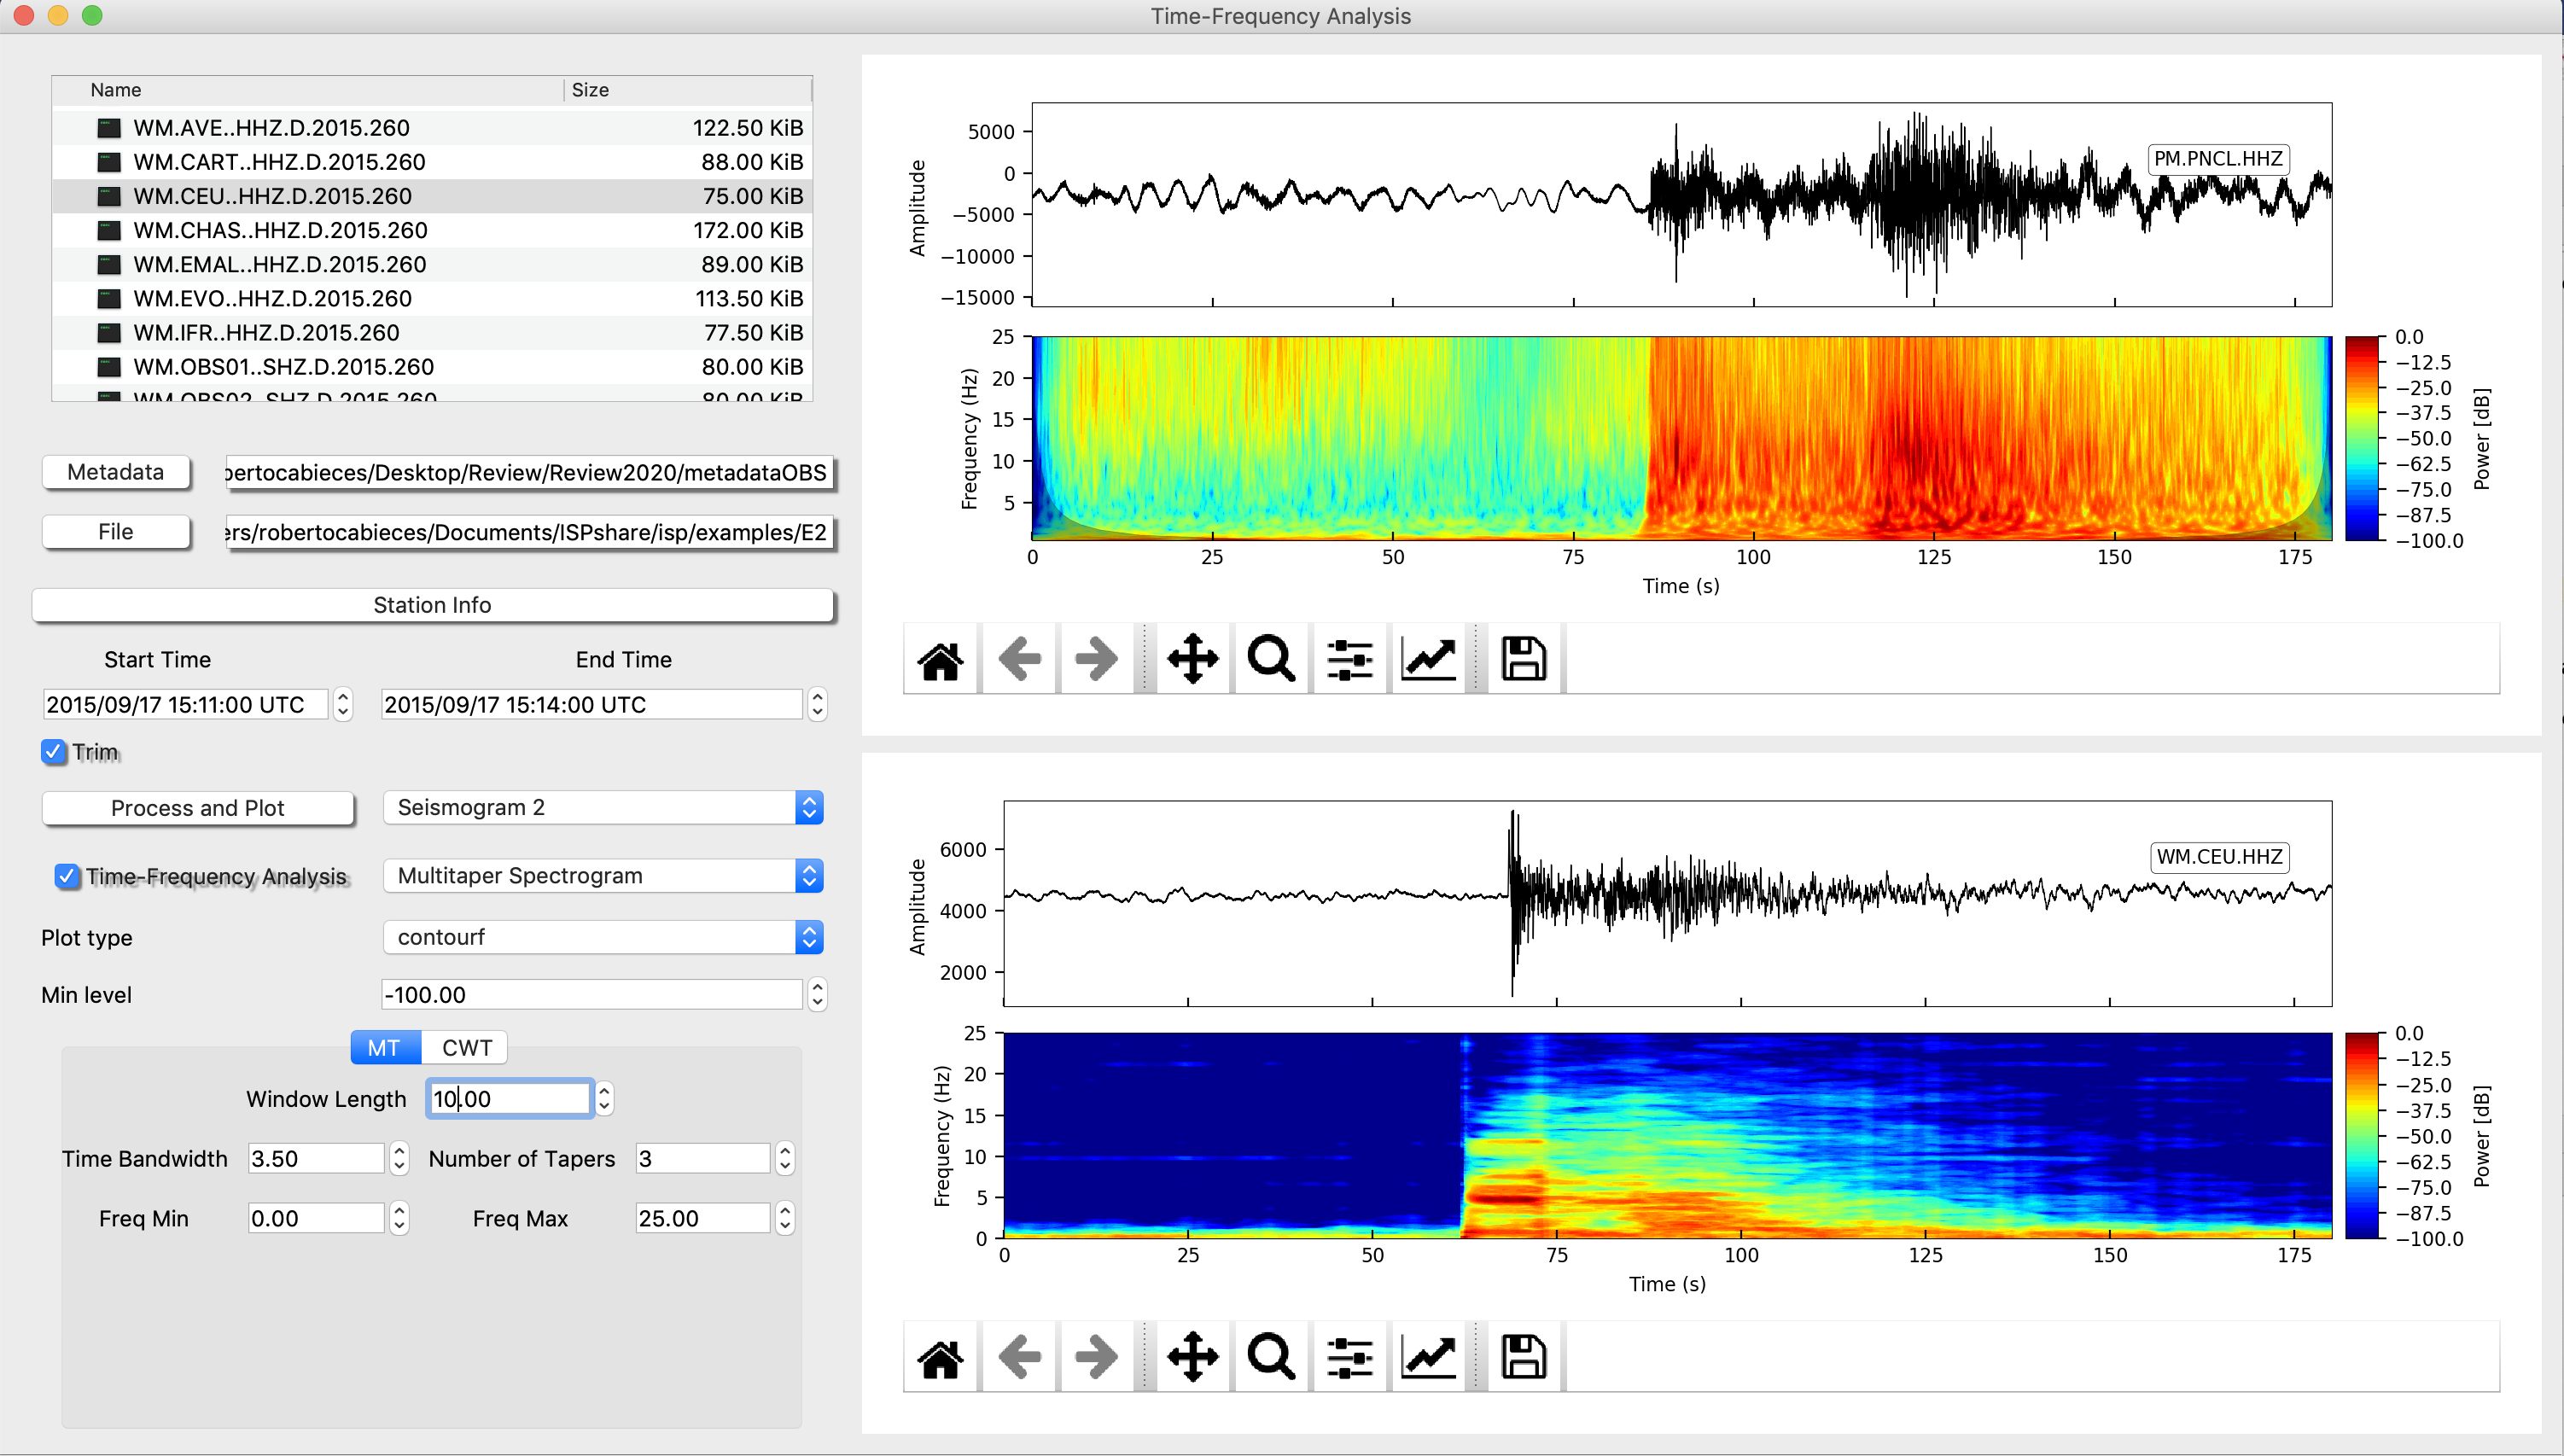 Time-Frequency Analysis
Name Size
WM.AVE..HHZ.D.2015.260 122.50 KiB
WM.CART..HHZ.D.2015.260 88.00 KiB
WM.CEU..HHZ.D.2015.260 75.00 KiB
WM.CHAS..HHZ.D.2015.260 172.00 KiB
WM.EMAL..HHZ.D.2015.260 89.00 KiB
WM.EVO..HHZ.D.2015.260 113.50 KiB
WM.IFR..HHZ.D.2015.260 77.50 KiB
WM.OBS01..SHZ.D.2015.260 80.00 KiB
WM.OBS02..SHZ.D.2015.260 80.00 KiB
Metadata bertocabieces/Desktop/Review/Review2020/metadataOBS
File ers/robertocabieces/Documents/ISPshare/isp/examples/E2
Station Info
Start Time End Time
2015/09/17 15:11:00 UTC 2015/09/17 15:14:00 UTC
Trim
Process and Plot Seismogram 2
Time-Frequency Analysis Multitaper Spectrogram
Plot type contourf
Min level -100.00
MT CWT
Window Length 10.00
Time Bandwidth 3.50 Number of Tapers 3
Freq Min 0.00 Freq Max 25.00
Amplitude
5000
0
−5000
−10000
−15000
PM.PNCL.HHZ
Frequency (Hz)
25
20
15
10
5
0 25 50 75 100 125 150 175
Time (s)
0.0
−12.5
−25.0
−37.5
−50.0
−62.5
−75.0
−87.5
−100.0
Power [dB]
Amplitude
6000
4000
2000
WM.CEU.HHZ
Frequency (Hz)
25
20
15
10
5
0
0 25 50 75 100 125 150 175
Time (s)
0.0
−12.5
−25.0
−37.5
−50.0
−62.5
−75.0
−87.5
−100.0
Power [dB]